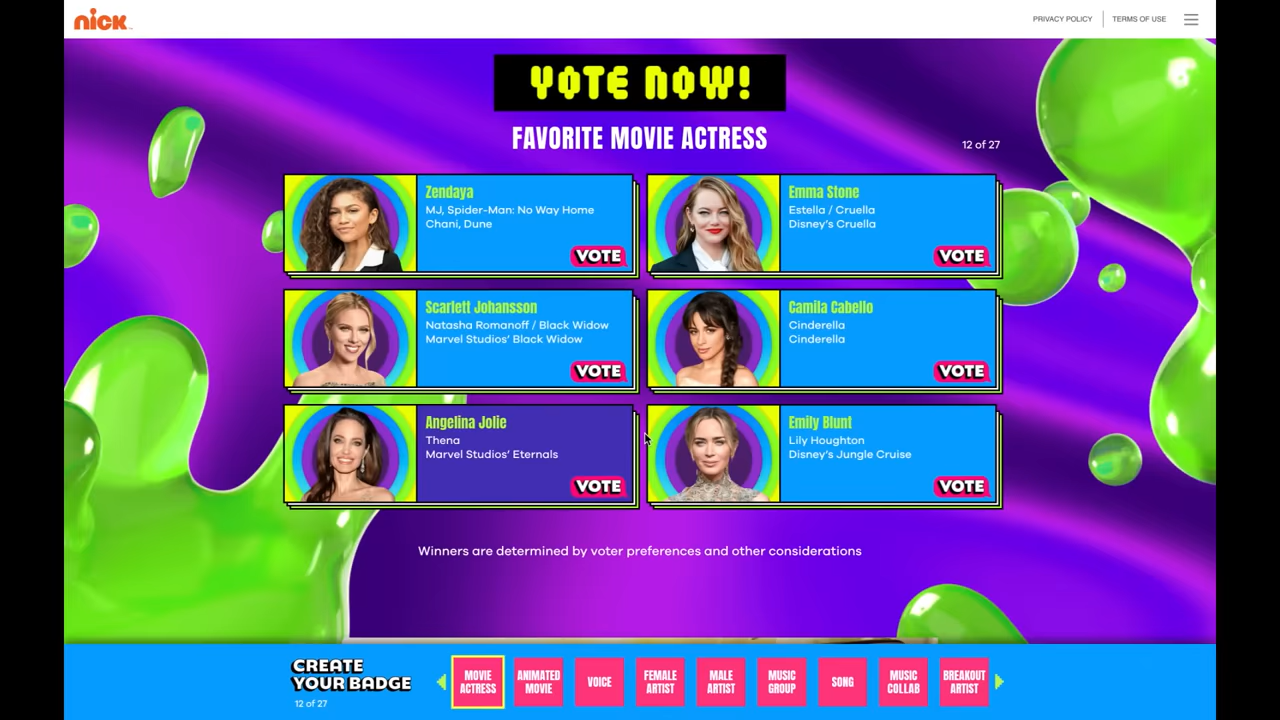 nick
PRIVACY POLICY
TERMS OF USE
VOTE NOW!
FAVORITE MOVIE ACTRESS
12 of 27
Zendaya
MJ, Spider-Man: No Way Home
Chani, Dune
VOTE
Emma Stone
Estella / Cruella
Disney's Cruella
VOTE
Scarlett Johansson
Natasha Romanoff / Black Widow
Marvel Studios' Black Widow
VOTE
Camila Cabello
Cinderella
Cinderella
VOTE
Angelina Jolie
Thena
Marvel Studios' Eternals
VOTE
Emily Blunt
Lily Houghton
Disney's Jungle Cruise
VOTE
Winners are determined by voter preferences and other considerations
CREATE
YOUR BADGE
12 of 27
MOVIE
ACTRESS
ANIMATED
MOVIE
VOICE
FEMALE
ARTIST
MALE
ARTIST
MUSIC
GROUP
SONG
MUSIC
COLLAB
BREAKOUT
ARTIST